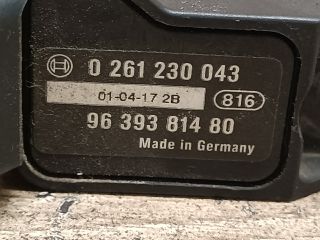 0 261 230 043
01-04-17 2B 816
96 393 814 80
Made in Germany